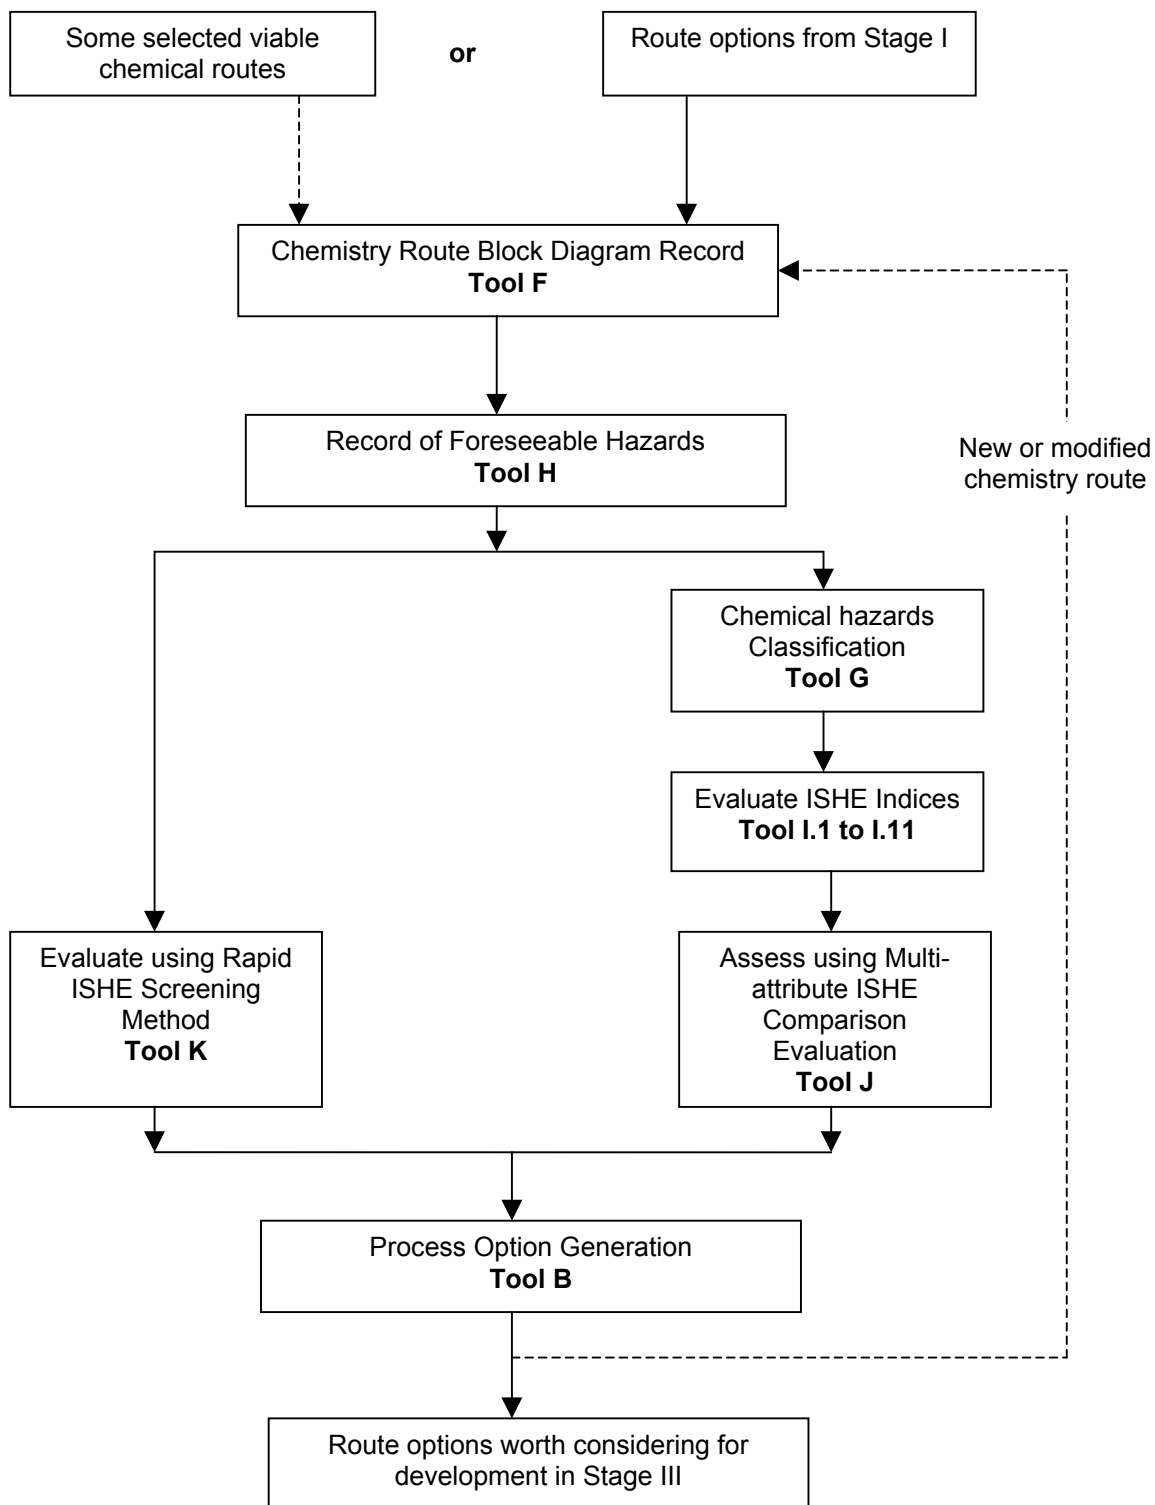 Some selected viable
chemical routes
or
Route options from Stage I
Chemistry Route Block Diagram Record
Tool F
Record of Foreseeable Hazards
Tool H
New or modified
chemistry route
Chemical hazards
Classification
Tool G
Evaluate ISHE Indices
Tool I.1 to I.11
Evaluate using Rapid
ISHE Screening
Method
Tool K
Assess using Multi-
attribute ISHE
Comparison
Evaluation
Tool J
Process Option Generation
Tool B
Route options worth considering for
development in Stage III